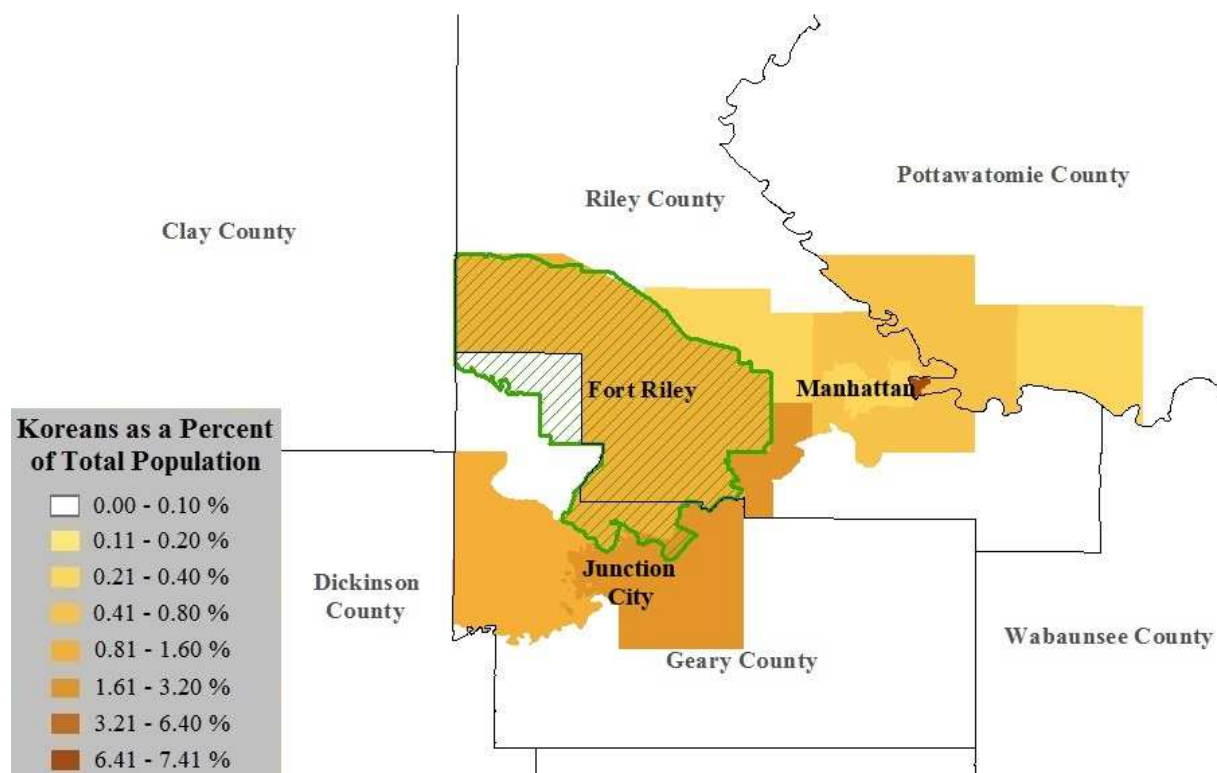 Pottawatomie County
Riley County
Clay County
Fort Riley
Manhattan
Koreans as a Percent
of Total Population
0.00 - 0.10 %
0.11 - 0.20 %
0.21 - 0.40 %
0.41 - 0.80 %
0.81 - 1.60 %
1.61 - 3.20 %
3.21 - 6.40 %
6.41 - 7.41 %
Junction
City
Dickinson
County
Wabaunsee County
Geary County